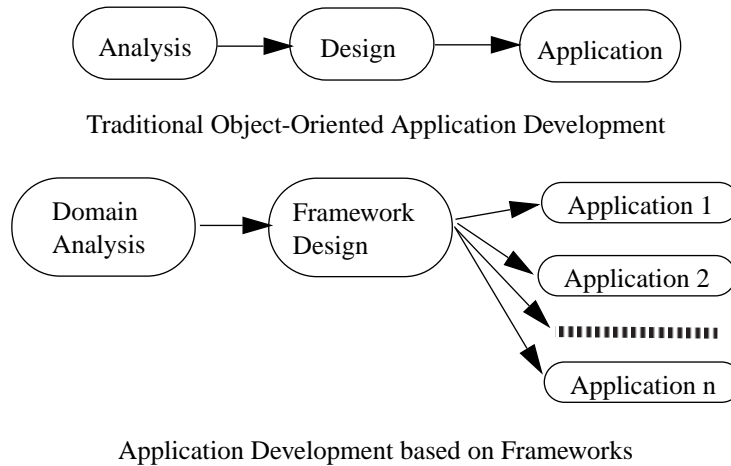 Analysis
Design
Application
Traditional Object-Oriented Application Development
Domain
Analysis
Framework
Design
Application 1
Application 2
Application n
Application Development based on Frameworks